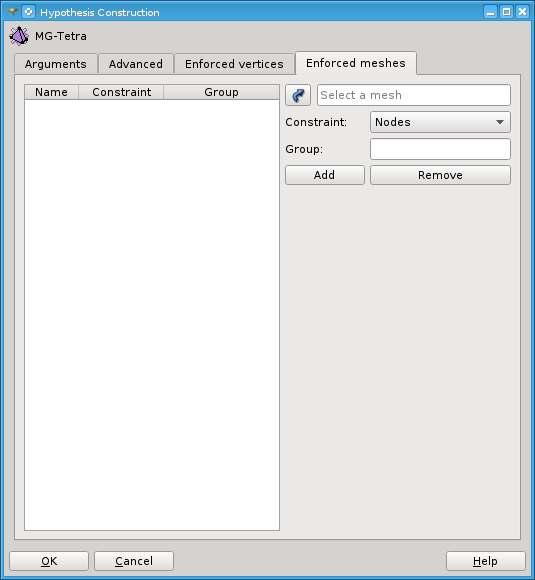 Hypothesis Construction
MG-Tetra
Arguments Advanced Enforced vertices Enforced meshes
Name Constraint Group
Select a mesh
Constraint: Nodes
Group:
Add Remove
OK Cancel Help